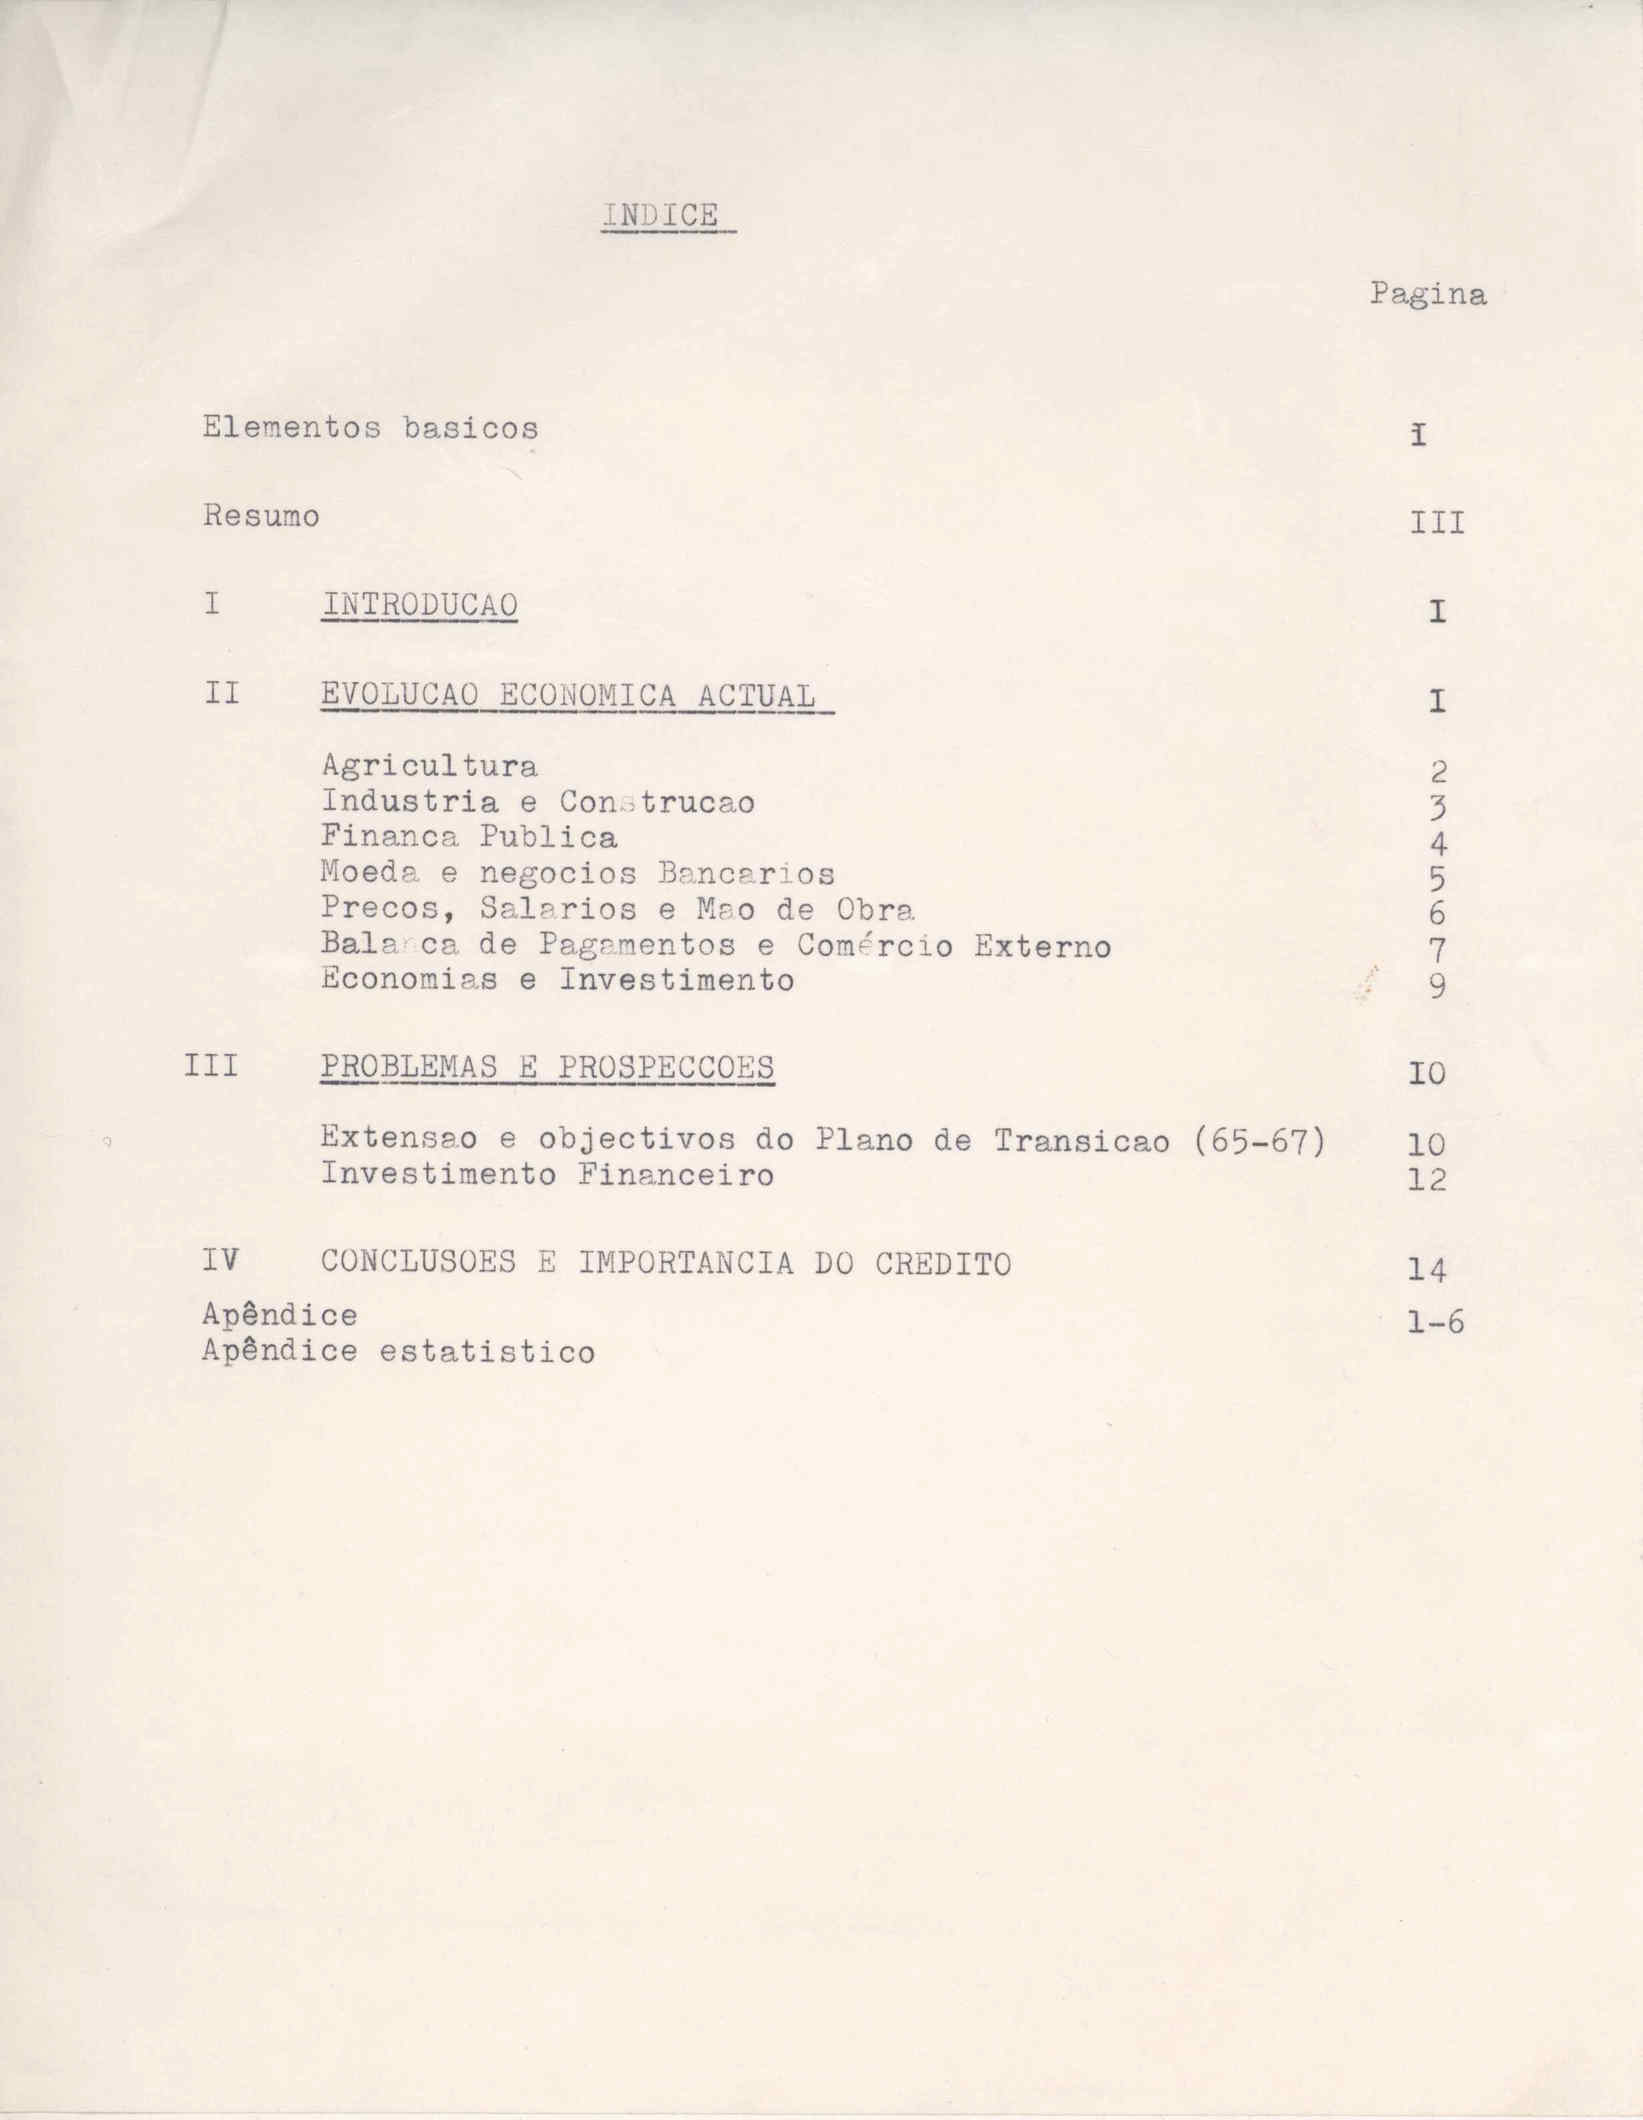 INDICE
Pagina
Elementos basicos I
Resumo III
I INTRODUCAO I
II EVOLUCAO ECONOMICA ACTUAL I
Agricultura 2
Industria e Construcao 3
Financa Publica 4
Moeda e negocios Bancarios 5
Precos, Salarios e Mao de Obra 6
Balanca de Pagamentos e Comércio Externo 7
Economias e Investimento 9
III PROBLEMAS E PROSPECCOES IO
Extensao e objectivos do Plano de Transicao (65-67) 10
Investimento Financeiro 12
IV CONCLUSOES E IMPORTANCIA DO CREDITO 14
Apêndice 1-6
Apêndice estatistico